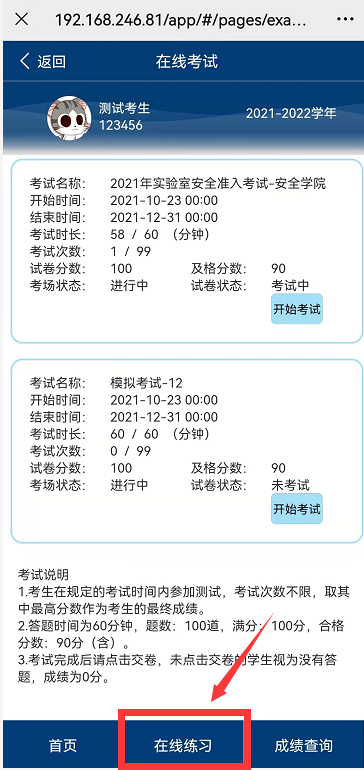 192.168.246.81/app/#/pages/exa...
返回
在线考试
测试考生
123456
2021-2022学年
考试名称： 2021年实验室安全准入考试-安全学院
开始时间： 2021-10-23 00:00
结束时间： 2021-12-31 00:00
考试时长： 58 / 60 （分钟）
考试次数： 1 / 99
试卷分数： 100 及格分数： 90
考场状态： 进行中 试卷状态： 考试中
开始考试
考试名称： 模拟考试-12
开始时间： 2021-10-23 00:00
结束时间： 2021-12-31 00:00
考试时长： 60 / 60 （分钟）
考试次数： 0 / 99
试卷分数： 100 及格分数： 90
考场状态： 进行中 试卷状态： 未考试
开始考试
考试说明
1.考生在规定的考试时间内参加测试，考试次数不限，取其
中最高分数作为考生的最终成绩。
2.答题时间为60分钟，题数：100道，满分：100分，合格
分数：90分（含）。
3.考试完成后请点击交卷，未点击交卷的学生视为没有答
题，成绩为0分。
首页
在线练习
成绩查询